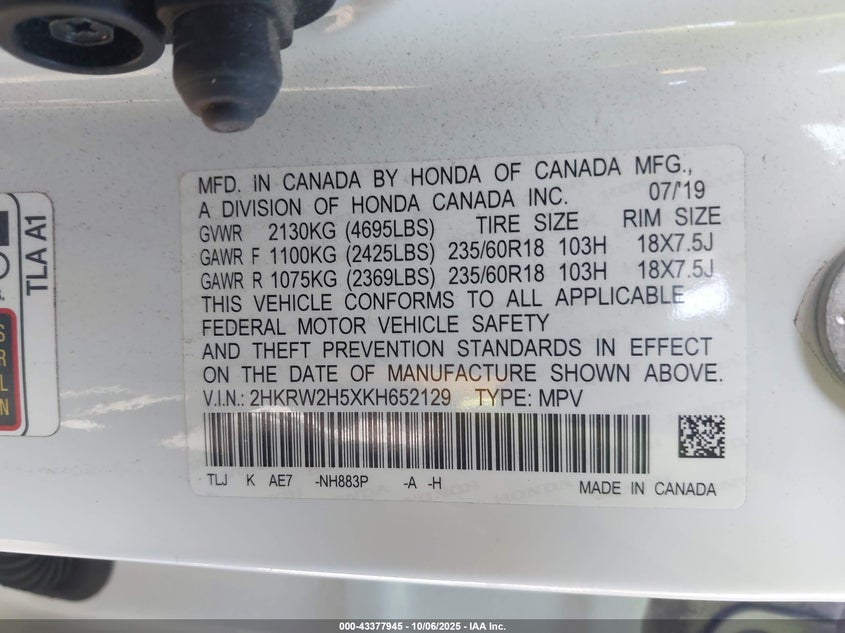 MFD. IN CANADA BY HONDA OF CANADA MFG.,
A DIVISION OF HONDA CANADA INC. 07/'19
GVWR 2130KG (4695LBS) TIRE SIZE RIM SIZE
GAWR F 1100KG (2425LBS) 235/60R18 103H 18X7.5J
GAWR R 1075KG (2369LBS) 235/60R18 103H 18X7.5J
THIS VEHICLE CONFORMS TO ALL APPLICABLE
FEDERAL MOTOR VEHICLE SAFETY
AND THEFT PREVENTION STANDARDS IN EFFECT
ON THE DATE OF MANUFACTURE SHOWN ABOVE.
V.I.N.: 2HKRW2H5XKH652129 TYPE: MPV
TLJ K AE7 -NH883P -A -H MADE IN CANADA
TLA A1
000-43377945 - 10/06/2025 - IAA Inc.